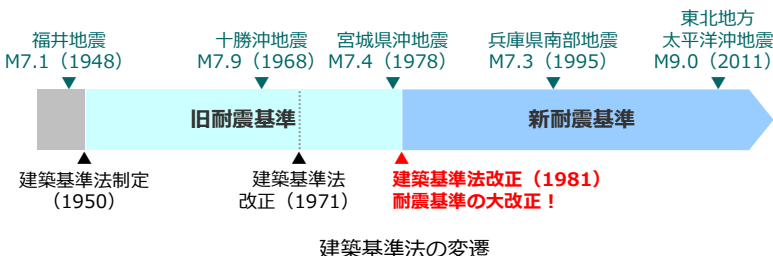 福井地震
M7.1（1948）
十勝沖地震
M7.9（1968）
宮城県沖地震
M7.4（1978）
兵庫県南部地震
M7.3（1995）
東北地方
太平洋沖地震
M9.0（2011）
旧耐震基準
新耐震基準
建築基準法制定
（1950）
建築基準法
改正（1971）
建築基準法改正（1981）
耐震基準の大改正！
建築基準法の変遷